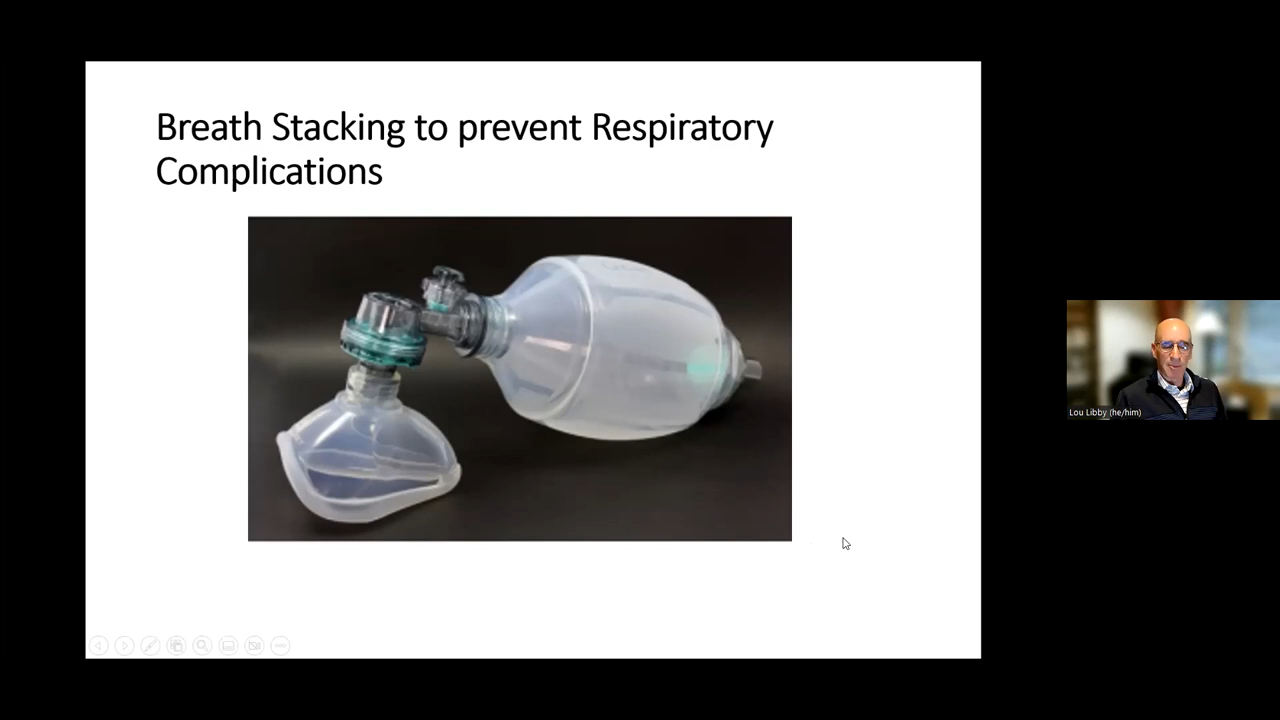 Breath Stacking to prevent Respiratory
Complications
Lou Libby (he/him)